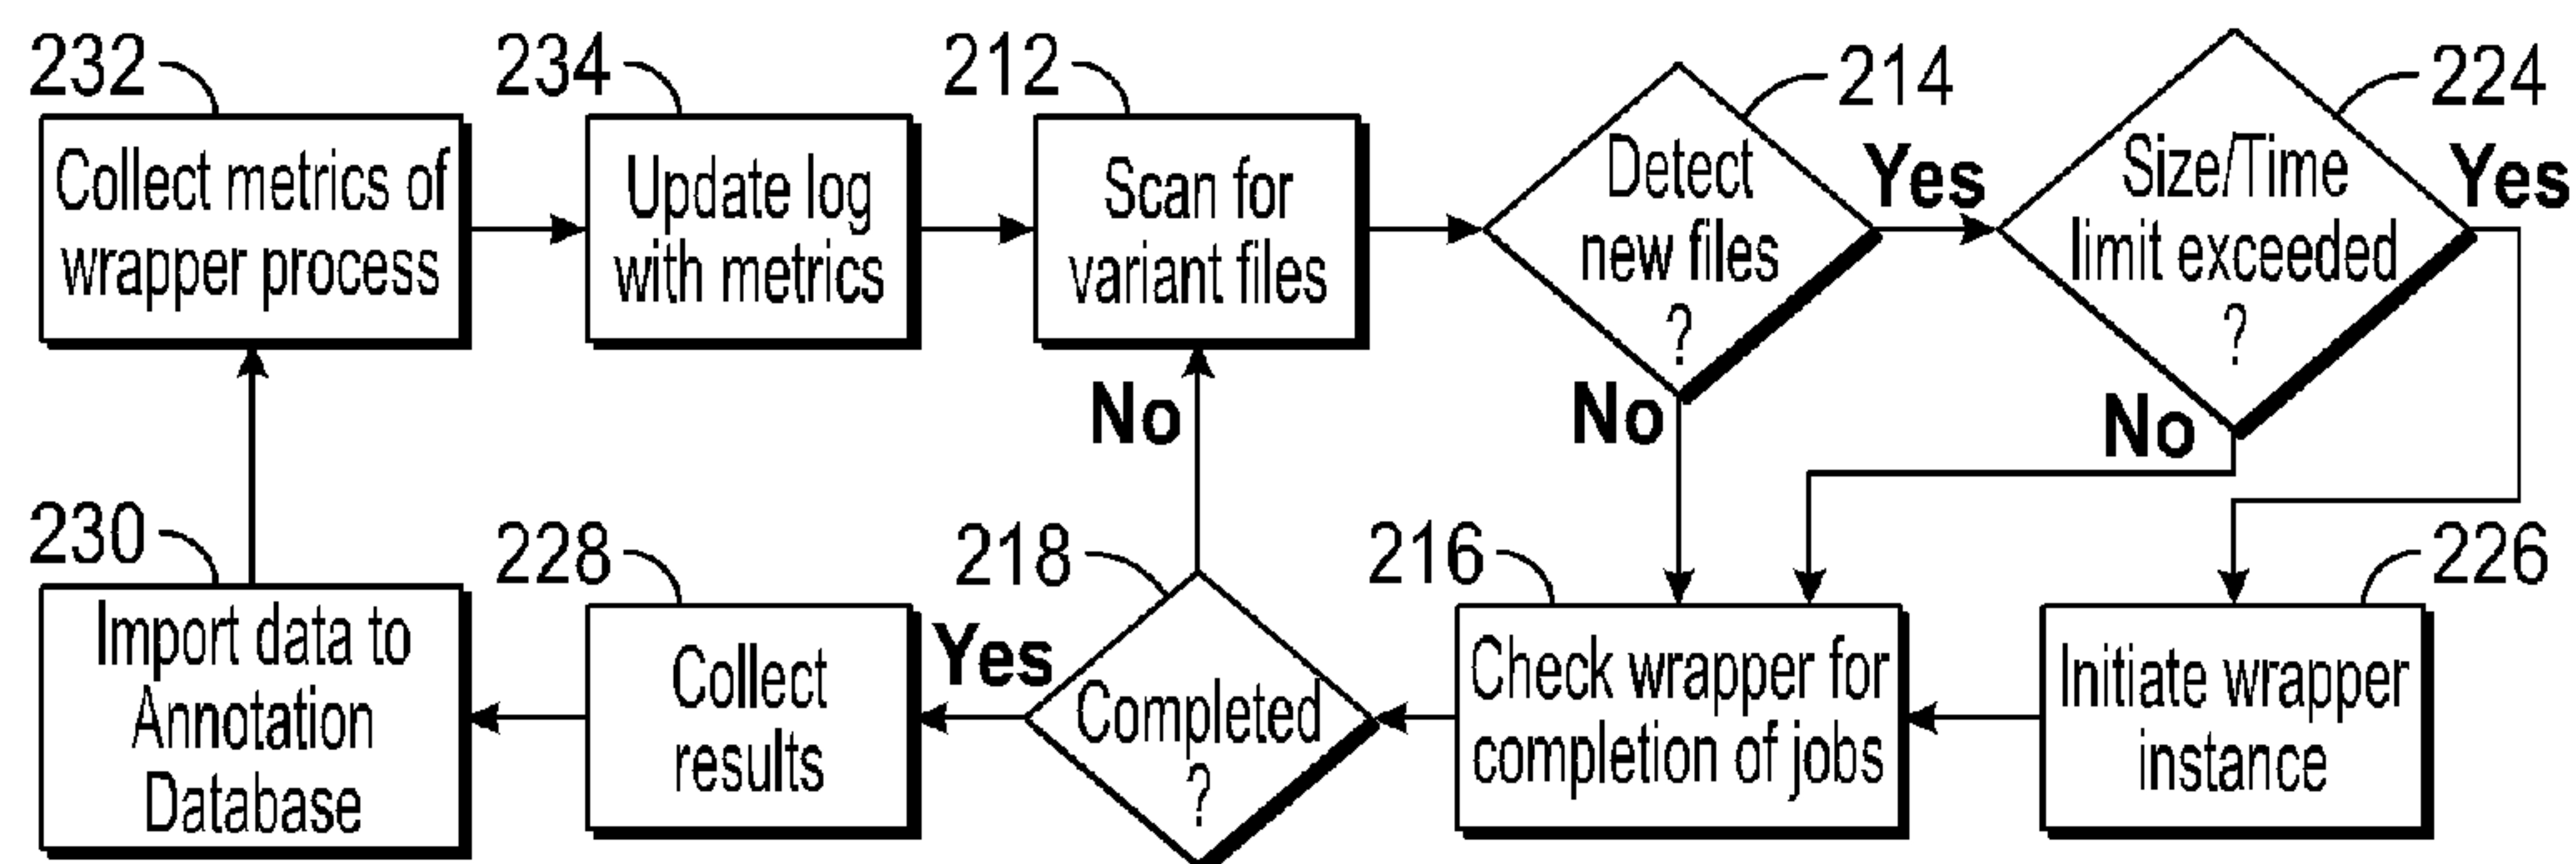 232
Collect metrics of
wrapper process
234
Update log
with metrics
212
Scan for
variant files
214
Detect
new files
?
Yes
No
224
Size/Time
limit exceeded
?
Yes
No
230
Import data to
Annotation
Database
228
Collect
results
218
Completed
?
Yes
No
216
Check wrapper for
completion of jobs
226
Initiate wrapper
instance